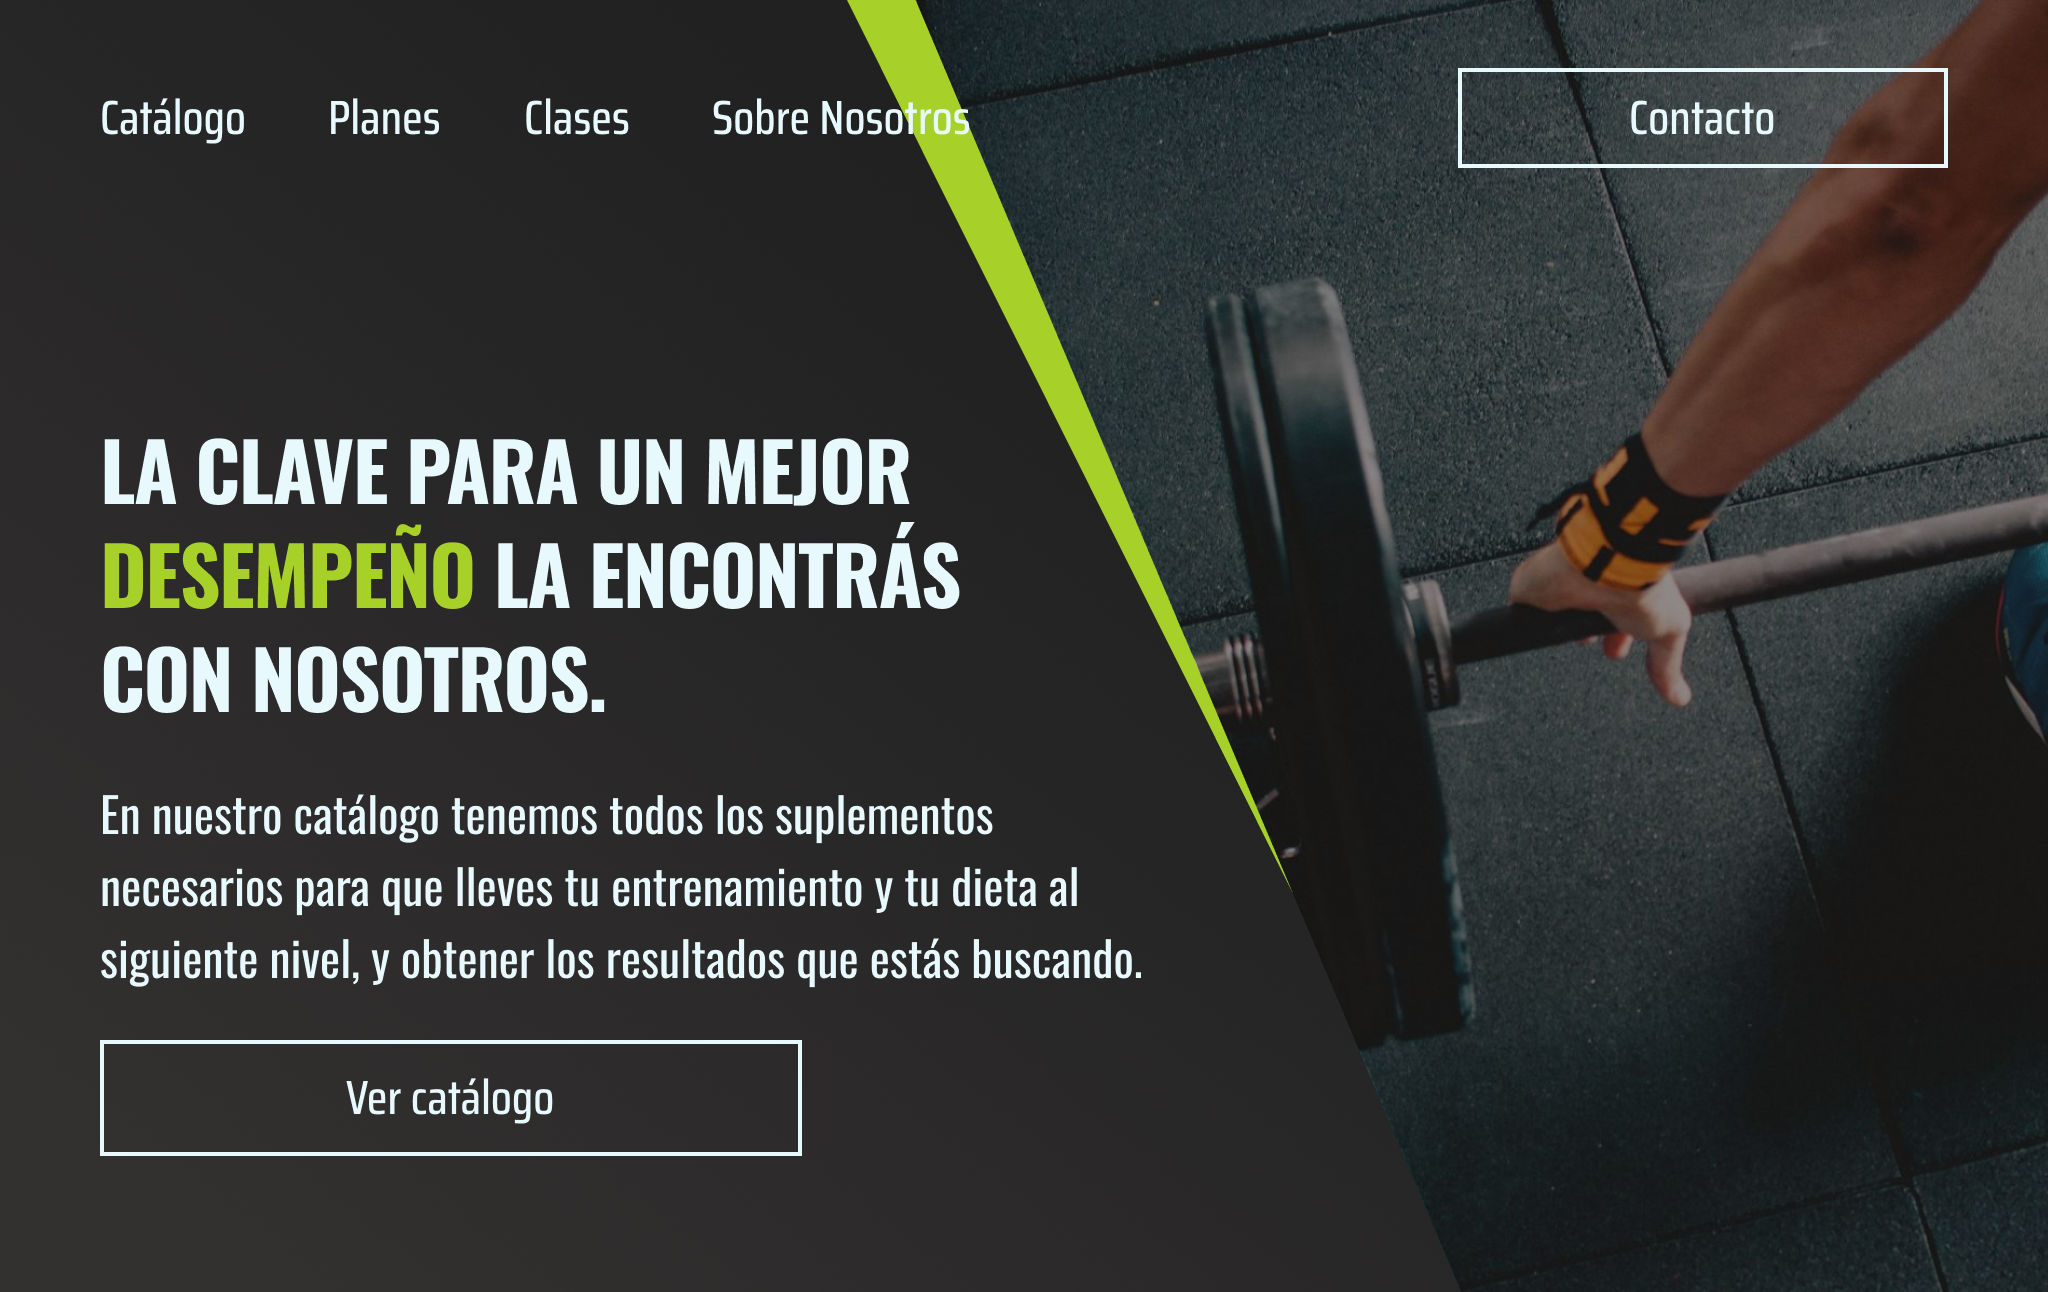 Catálogo Planes Clases Sobre Nosotros Contacto
LA CLAVE PARA UN MEJOR
DESEMPEÑO LA ENCONTRÁS
CON NOSOTROS.
En nuestro catálogo tenemos todos los suplementos
necesarios para que lleves tu entrenamiento y tu dieta al
siguiente nivel, y obtener los resultados que estás buscando.
Ver catálogo